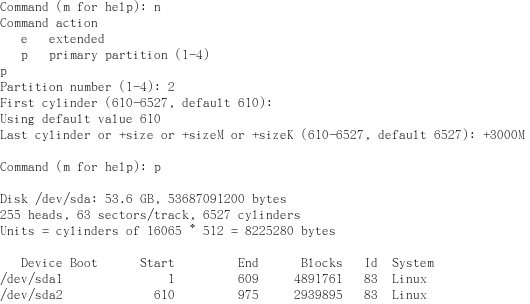 Command (m for help): n
Command action
   e   extended
   p   primary partition (1-4)
p
Partition number (1-4): 2
First cylinder (610-6527, default 610):
Using default value 610
Last cylinder or +size or +sizeM or +sizeK (610-6527, default 6527): +3000M

Command (m for help): p

Disk /dev/sda: 53.6 GB, 53687091200 bytes
255 heads, 63 sectors/track, 6527 cylinders
Units = cylinders of 16065 * 512 = 8225280 bytes

   Device Boot      Start         End      Blocks   Id  System
/dev/sda1               1         609     4891761   83  Linux
/dev/sda2             610         975     2939895   83  Linux